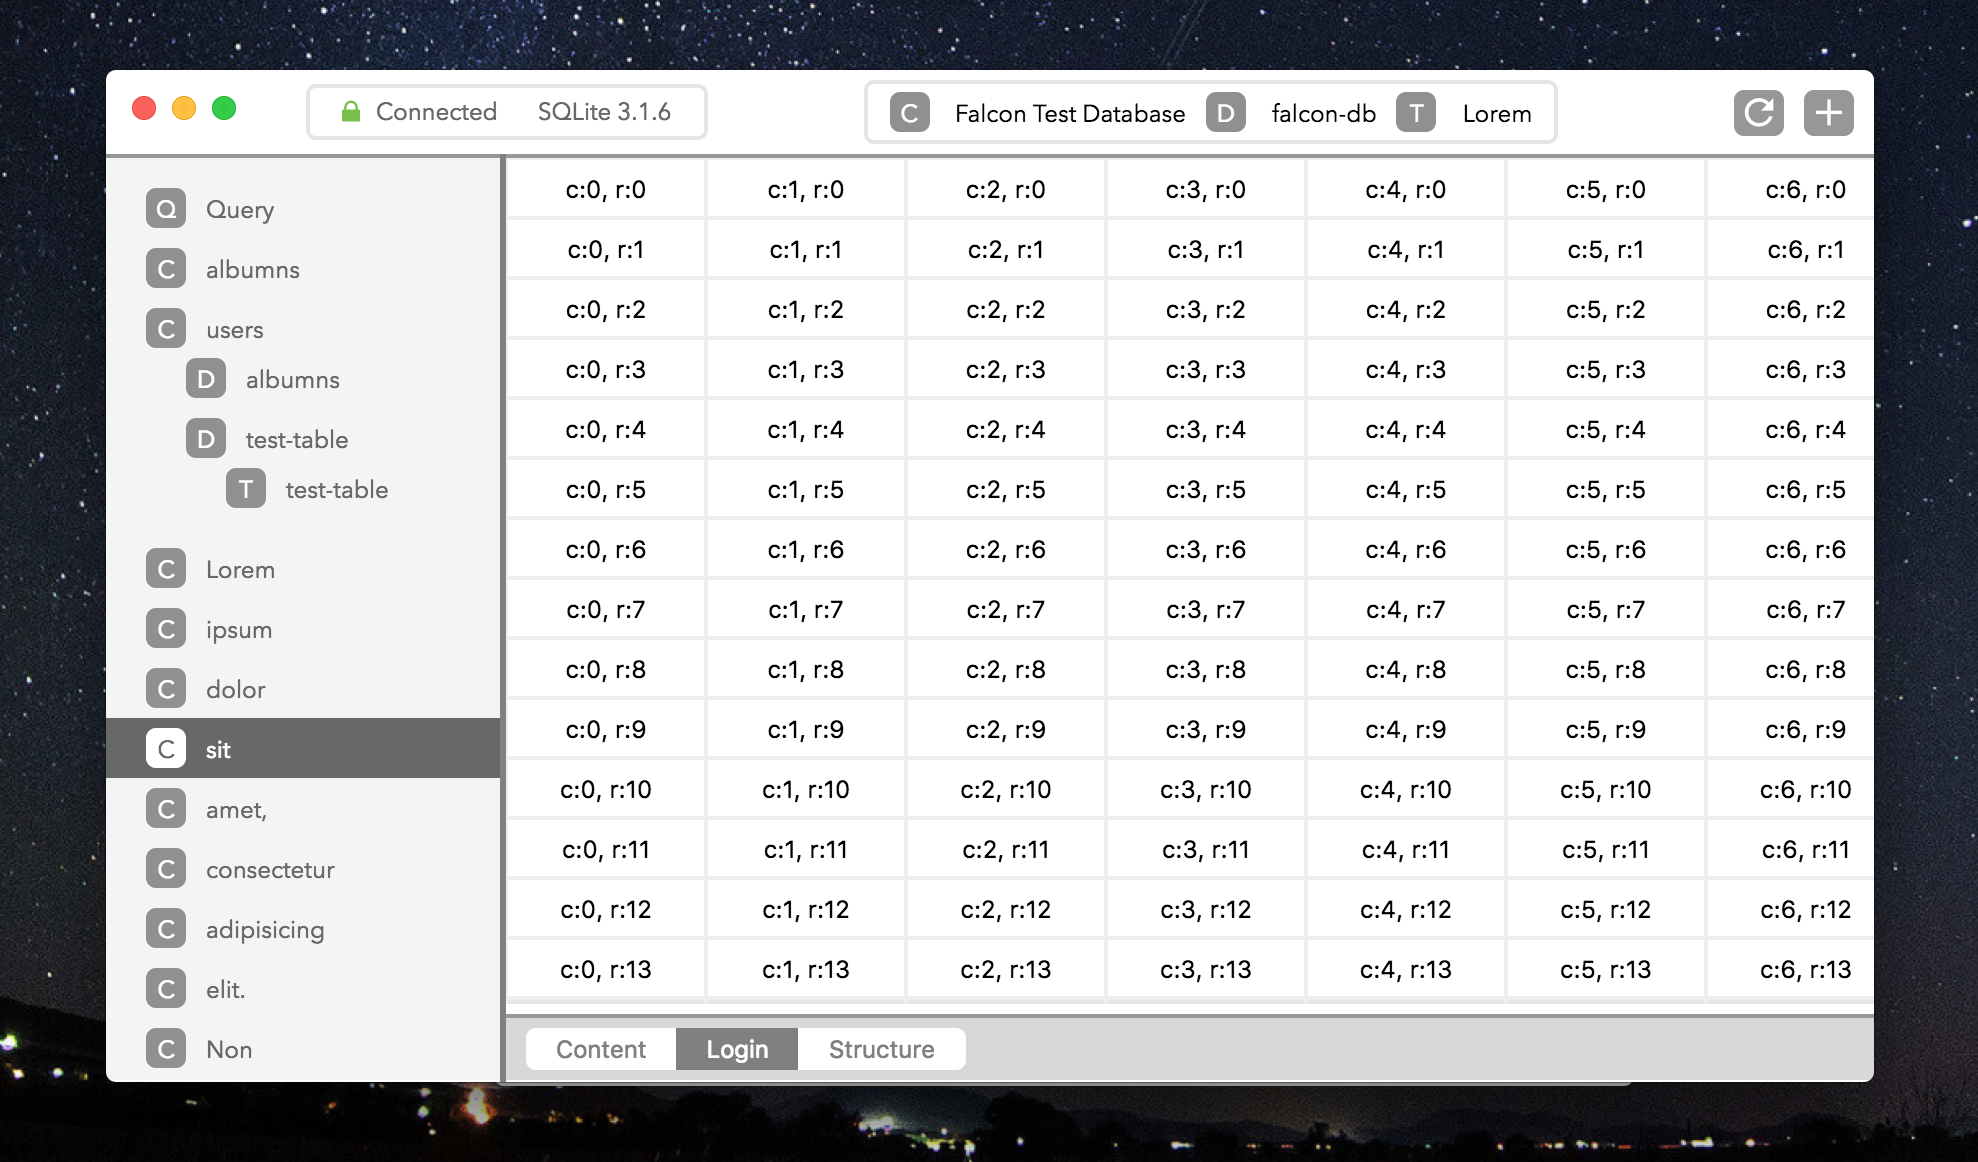 Connected SQLite 3.1.6 C Falcon Test Database D falcon-db T Lorem
Q Query
C albumns
C users
D albumns
D test-table
T test-table
C Lorem
C ipsum
C dolor
C sit
C amet,
C consectetur
C adipisicing
C elit.
C Non
c:0, r:0 c:1, r:0 c:2, r:0 c:3, r:0 c:4, r:0 c:5, r:0 c:6, r:0
c:0, r:1 c:1, r:1 c:2, r:1 c:3, r:1 c:4, r:1 c:5, r:1 c:6, r:1
c:0, r:2 c:1, r:2 c:2, r:2 c:3, r:2 c:4, r:2 c:5, r:2 c:6, r:2
c:0, r:3 c:1, r:3 c:2, r:3 c:3, r:3 c:4, r:3 c:5, r:3 c:6, r:3
c:0, r:4 c:1, r:4 c:2, r:4 c:3, r:4 c:4, r:4 c:5, r:4 c:6, r:4
c:0, r:5 c:1, r:5 c:2, r:5 c:3, r:5 c:4, r:5 c:5, r:5 c:6, r:5
c:0, r:6 c:1, r:6 c:2, r:6 c:3, r:6 c:4, r:6 c:5, r:6 c:6, r:6
c:0, r:7 c:1, r:7 c:2, r:7 c:3, r:7 c:4, r:7 c:5, r:7 c:6, r:7
c:0, r:8 c:1, r:8 c:2, r:8 c:3, r:8 c:4, r:8 c:5, r:8 c:6, r:8
c:0, r:9 c:1, r:9 c:2, r:9 c:3, r:9 c:4, r:9 c:5, r:9 c:6, r:9
c:0, r:10 c:1, r:10 c:2, r:10 c:3, r:10 c:4, r:10 c:5, r:10 c:6, r:10
c:0, r:11 c:1, r:11 c:2, r:11 c:3, r:11 c:4, r:11 c:5, r:11 c:6, r:11
c:0, r:12 c:1, r:12 c:2, r:12 c:3, r:12 c:4, r:12 c:5, r:12 c:6, r:12
c:0, r:13 c:1, r:13 c:2, r:13 c:3, r:13 c:4, r:13 c:5, r:13 c:6, r:13
Content Login Structure